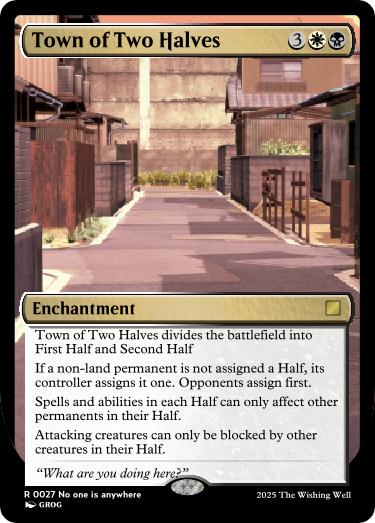 Town of Two Halves 3
Enchantment
Town of Two Halves divides the battlefield into
First Half and Second Half
If a non-land permanent is not assigned a Half, its
controller assigns it one. Opponents assign first.
Spells and abilities in each Half can only affect other
permanents in their Half.
Attacking creatures can only be blocked by other
creatures in their Half.
“What are you doing here?”
R 0027 No one is anywhere
GROG
2025 The Wishing Well